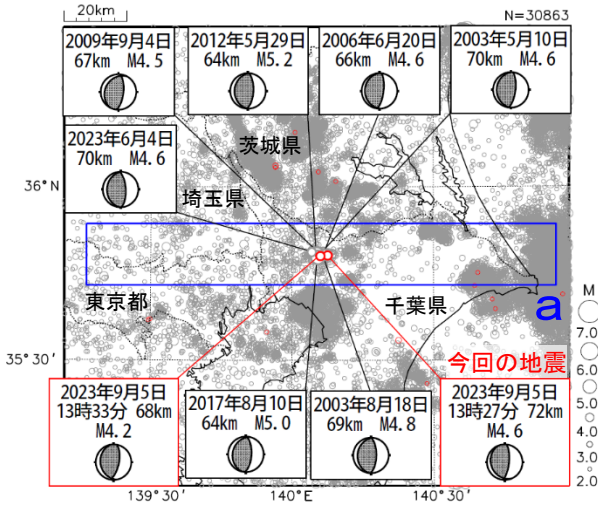 20km
N=30863
2009年9月4日
67km M4.5
2012年5月29日
64km M5.2
2006年6月20日
66km M4.6
2003年5月10日
70km M4.6
2023年6月4日
70km M4.6
茨城県
埼玉県
36°N
東京都
千葉県
a
35°30′
今回の地震
2023年9月5日
13時33分 68km
M4.2
2017年8月10日
64km M5.0
2003年8月18日
69km M4.8
2023年9月5日
13時27分 72km
M4.6
M
7.0
6.0
5.0
4.0
3.0
2.0
139°30′
140°E
140°30′